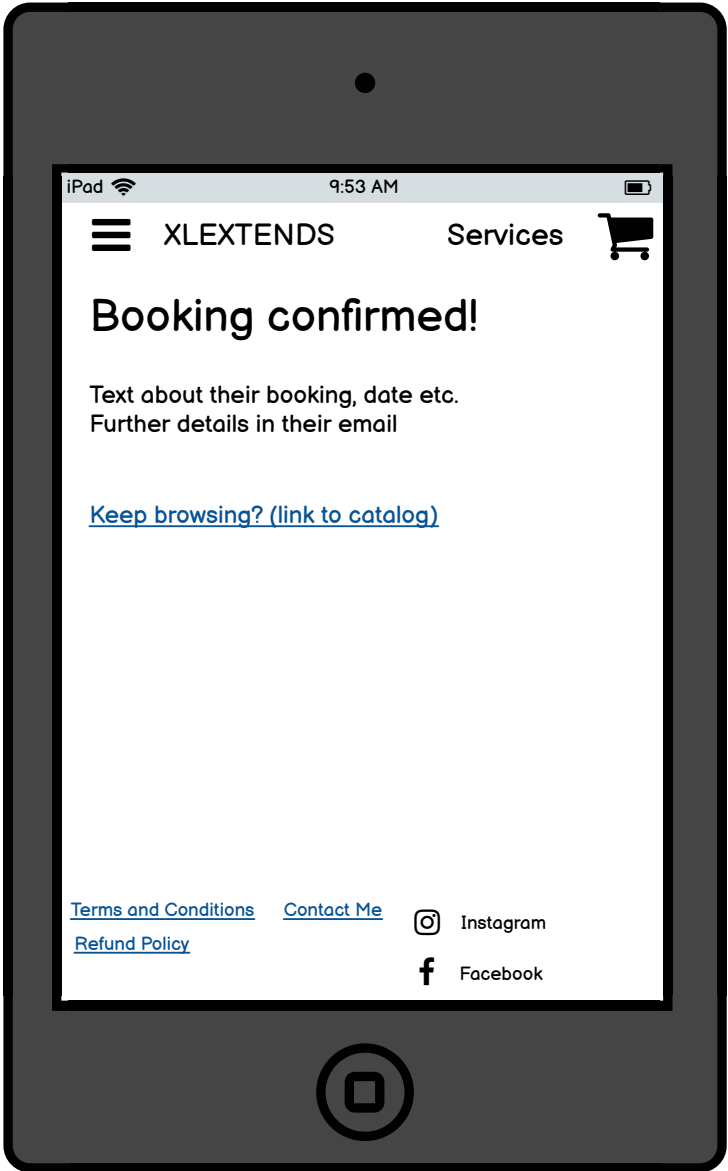 iPad 9:53 AM
XLEXTENDS Services
Booking confirmed!
Text about their booking, date etc.
Further details in their email
Keep browsing? (link to catalog)
Terms and Conditions Contact Me
Instagram
Refund Policy
Facebook